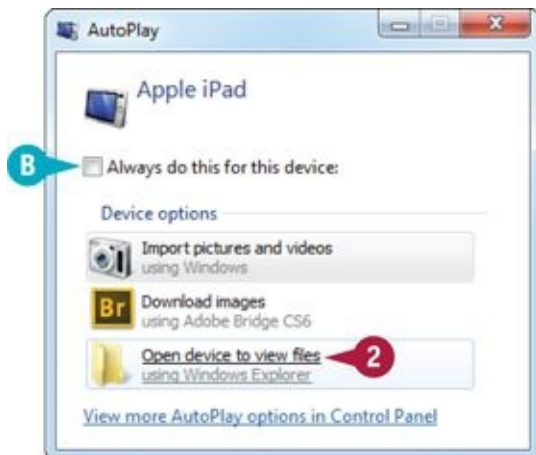 AutoPlay
Apple iPad
B
Always do this for this device:
Device options
Import pictures and videos
using Windows
Br
Download images
using Adobe Bridge CS6
Open device to view files
2
using Windows Explorer
View more AutoPlay options in Control Panel